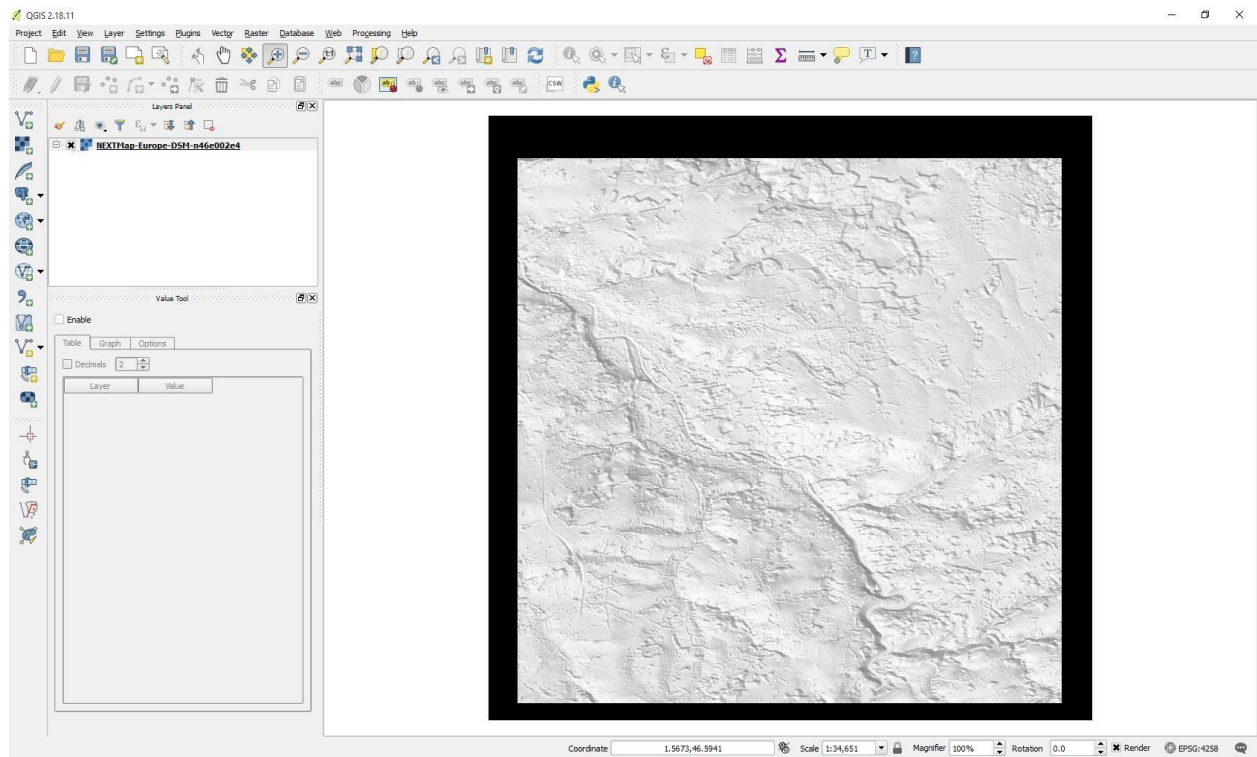 QGIS 2.18.11
Project Edit View Layer Settings Plugins Vector Raster Database Web Processing Help
Layers Panel
NEXTMap-Europe-DSM-n46e002e4
Value Tool
Enable
Table Graph Options
Decimals 2
Layer Value
Coordinate 1.5673,46.5941 Scale 1:34,651 Magnifier 100% Rotation 0.0 Render EPSG:4258